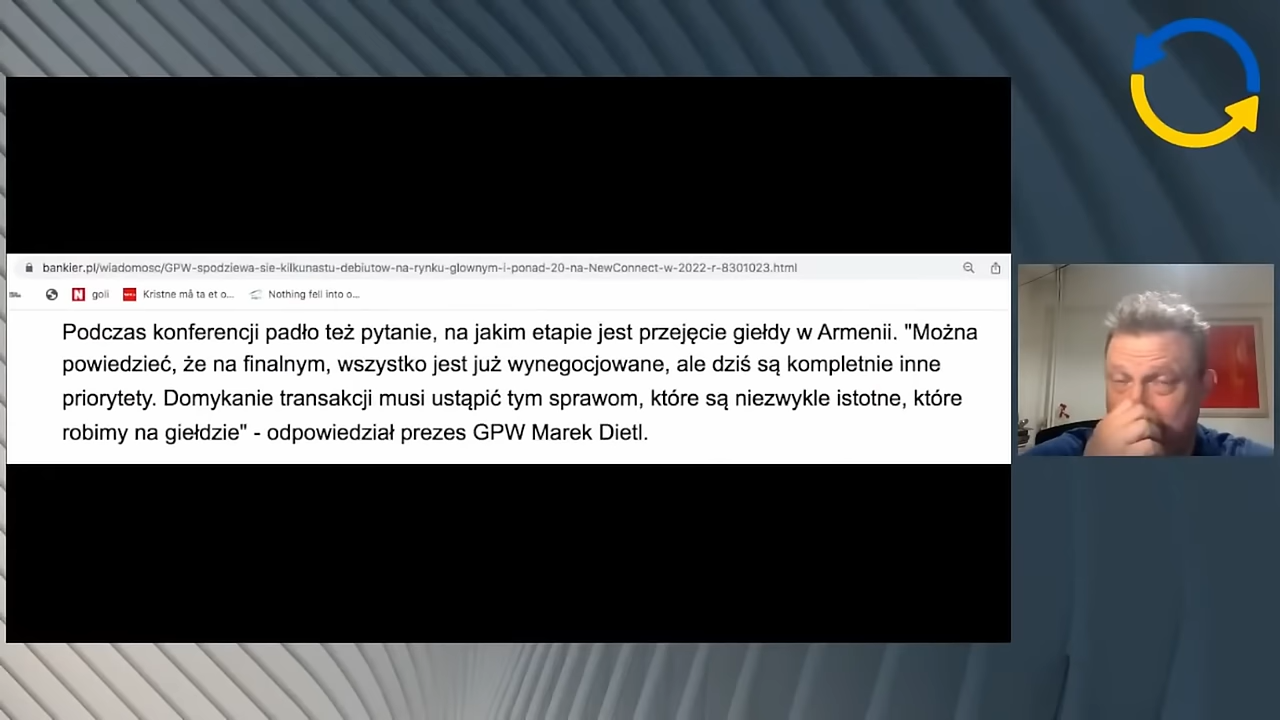 bankier.pl/wiadomosc/GPW-spodziewa-sie-kilkunastu-debiutow-na-rynku-glownym-i-ponad-20-na-NewConnect-w-2022-r-8301023.html
N goli Kristne må ta et o... Nothing fell into o...
Podczas konferencji padło też pytanie, na jakim etapie jest przejęcie giełdy w Armenii. "Można
powiedzieć, że na finalnym, wszystko jest już wynegocjowane, ale dziś są kompletnie inne
priorytety. Domykanie transakcji musi ustąpić tym sprawom, które są niezwykle istotne, które
robimy na giełdzie" - odpowiedział prezes GPW Marek Dietl.